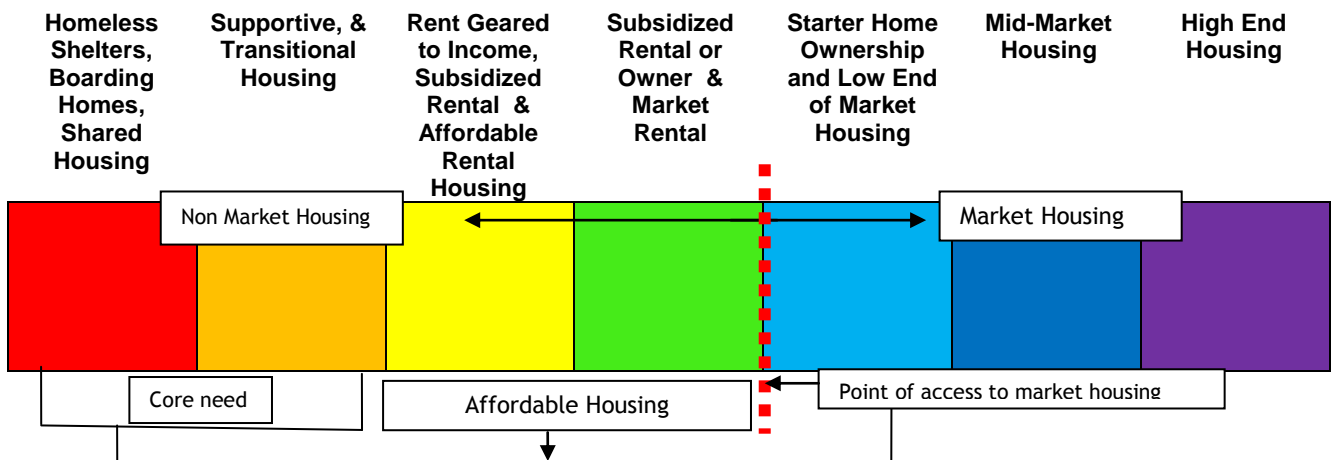 Homeless
Shelters,
Boarding
Homes,
Shared
Housing
Supportive, &
Transitional
Housing
Rent Geared
to Income,
Subsidized
Rental &
Affordable
Rental
Housing
Subsidized
Rental or
Owner &
Market
Rental
Starter Home
Ownership
and Low End
of Market
Housing
Mid-Market
Housing
High End
Housing
Non Market Housing
Market Housing
Core need
Affordable Housing
Point of access to market housing